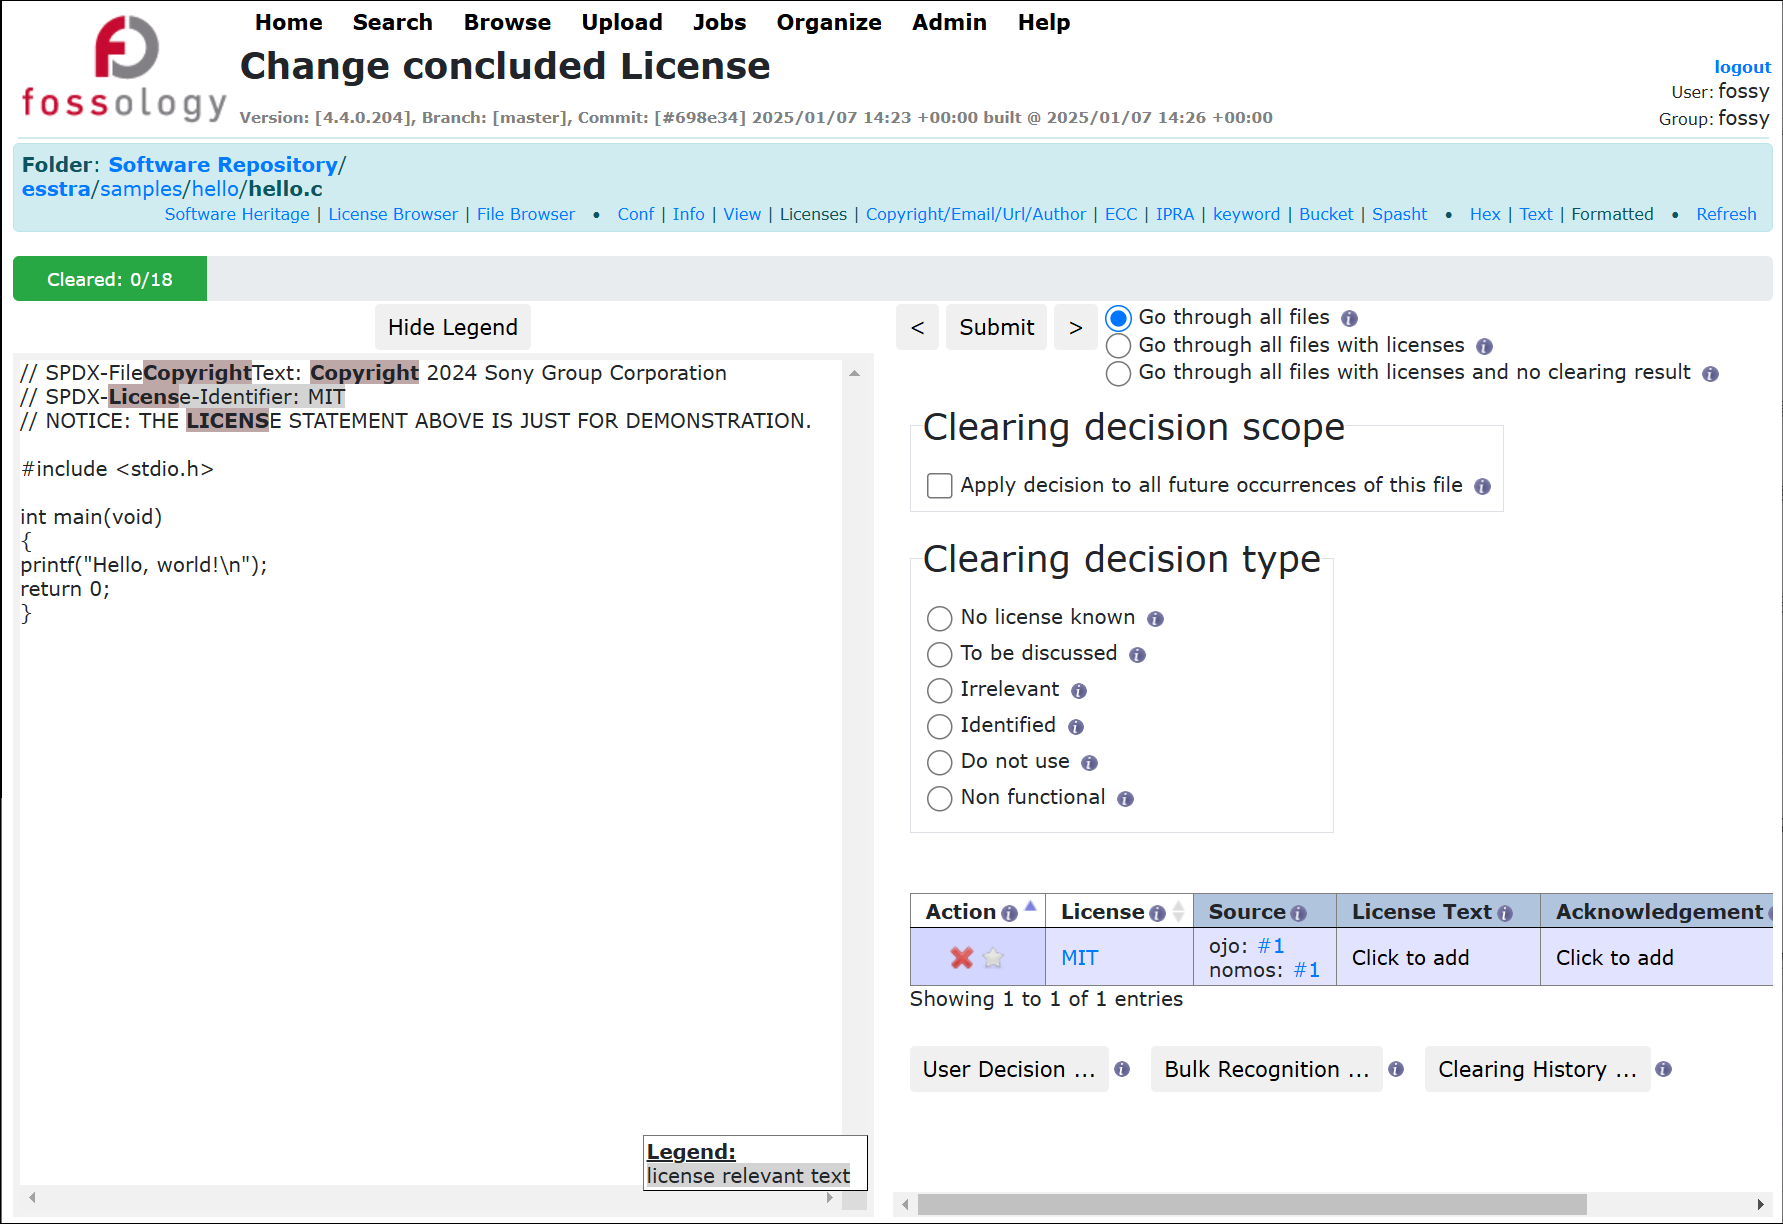 Home Search Browse Upload Jobs Organize Admin Help
fossology
Change concluded License
Version: [4.4.0.204], Branch: [master], Commit: [#698e34] 2025/01/07 14:23 +00:00 built @ 2025/01/07 14:26 +00:00
logout
User: fossy
Group: fossy
Folder: Software Repository/
esstra/samples/hello/hello.c
Software Heritage | License Browser | File Browser • Conf | Info | View | Licenses | Copyright/Email/Url/Author | ECC | IPRA | keyword | Bucket | Spasht • Hex | Text | Formatted • Refresh
Cleared: 0/18
Hide Legend
// SPDX-FileCopyrightText: Copyright 2024 Sony Group Corporation
// SPDX-License-Identifier: MIT
// NOTICE: THE LICENSE STATEMENT ABOVE IS JUST FOR DEMONSTRATION.
#include <stdio.h>
int main(void)
{
printf("Hello, world!\n");
return 0;
}
Legend:
license relevant text
< Submit >
Go through all files
Go through all files with licenses
Go through all files with licenses and no clearing result
Clearing decision scope
Apply decision to all future occurrences of this file
Clearing decision type
No license known
To be discussed
Irrelevant
Identified
Do not use
Non functional
Action License Source License Text Acknowledgement
MIT ojo: #1 Click to add Click to add
nomos: #1
Showing 1 to 1 of 1 entries
User Decision ... Bulk Recognition ... Clearing History ...